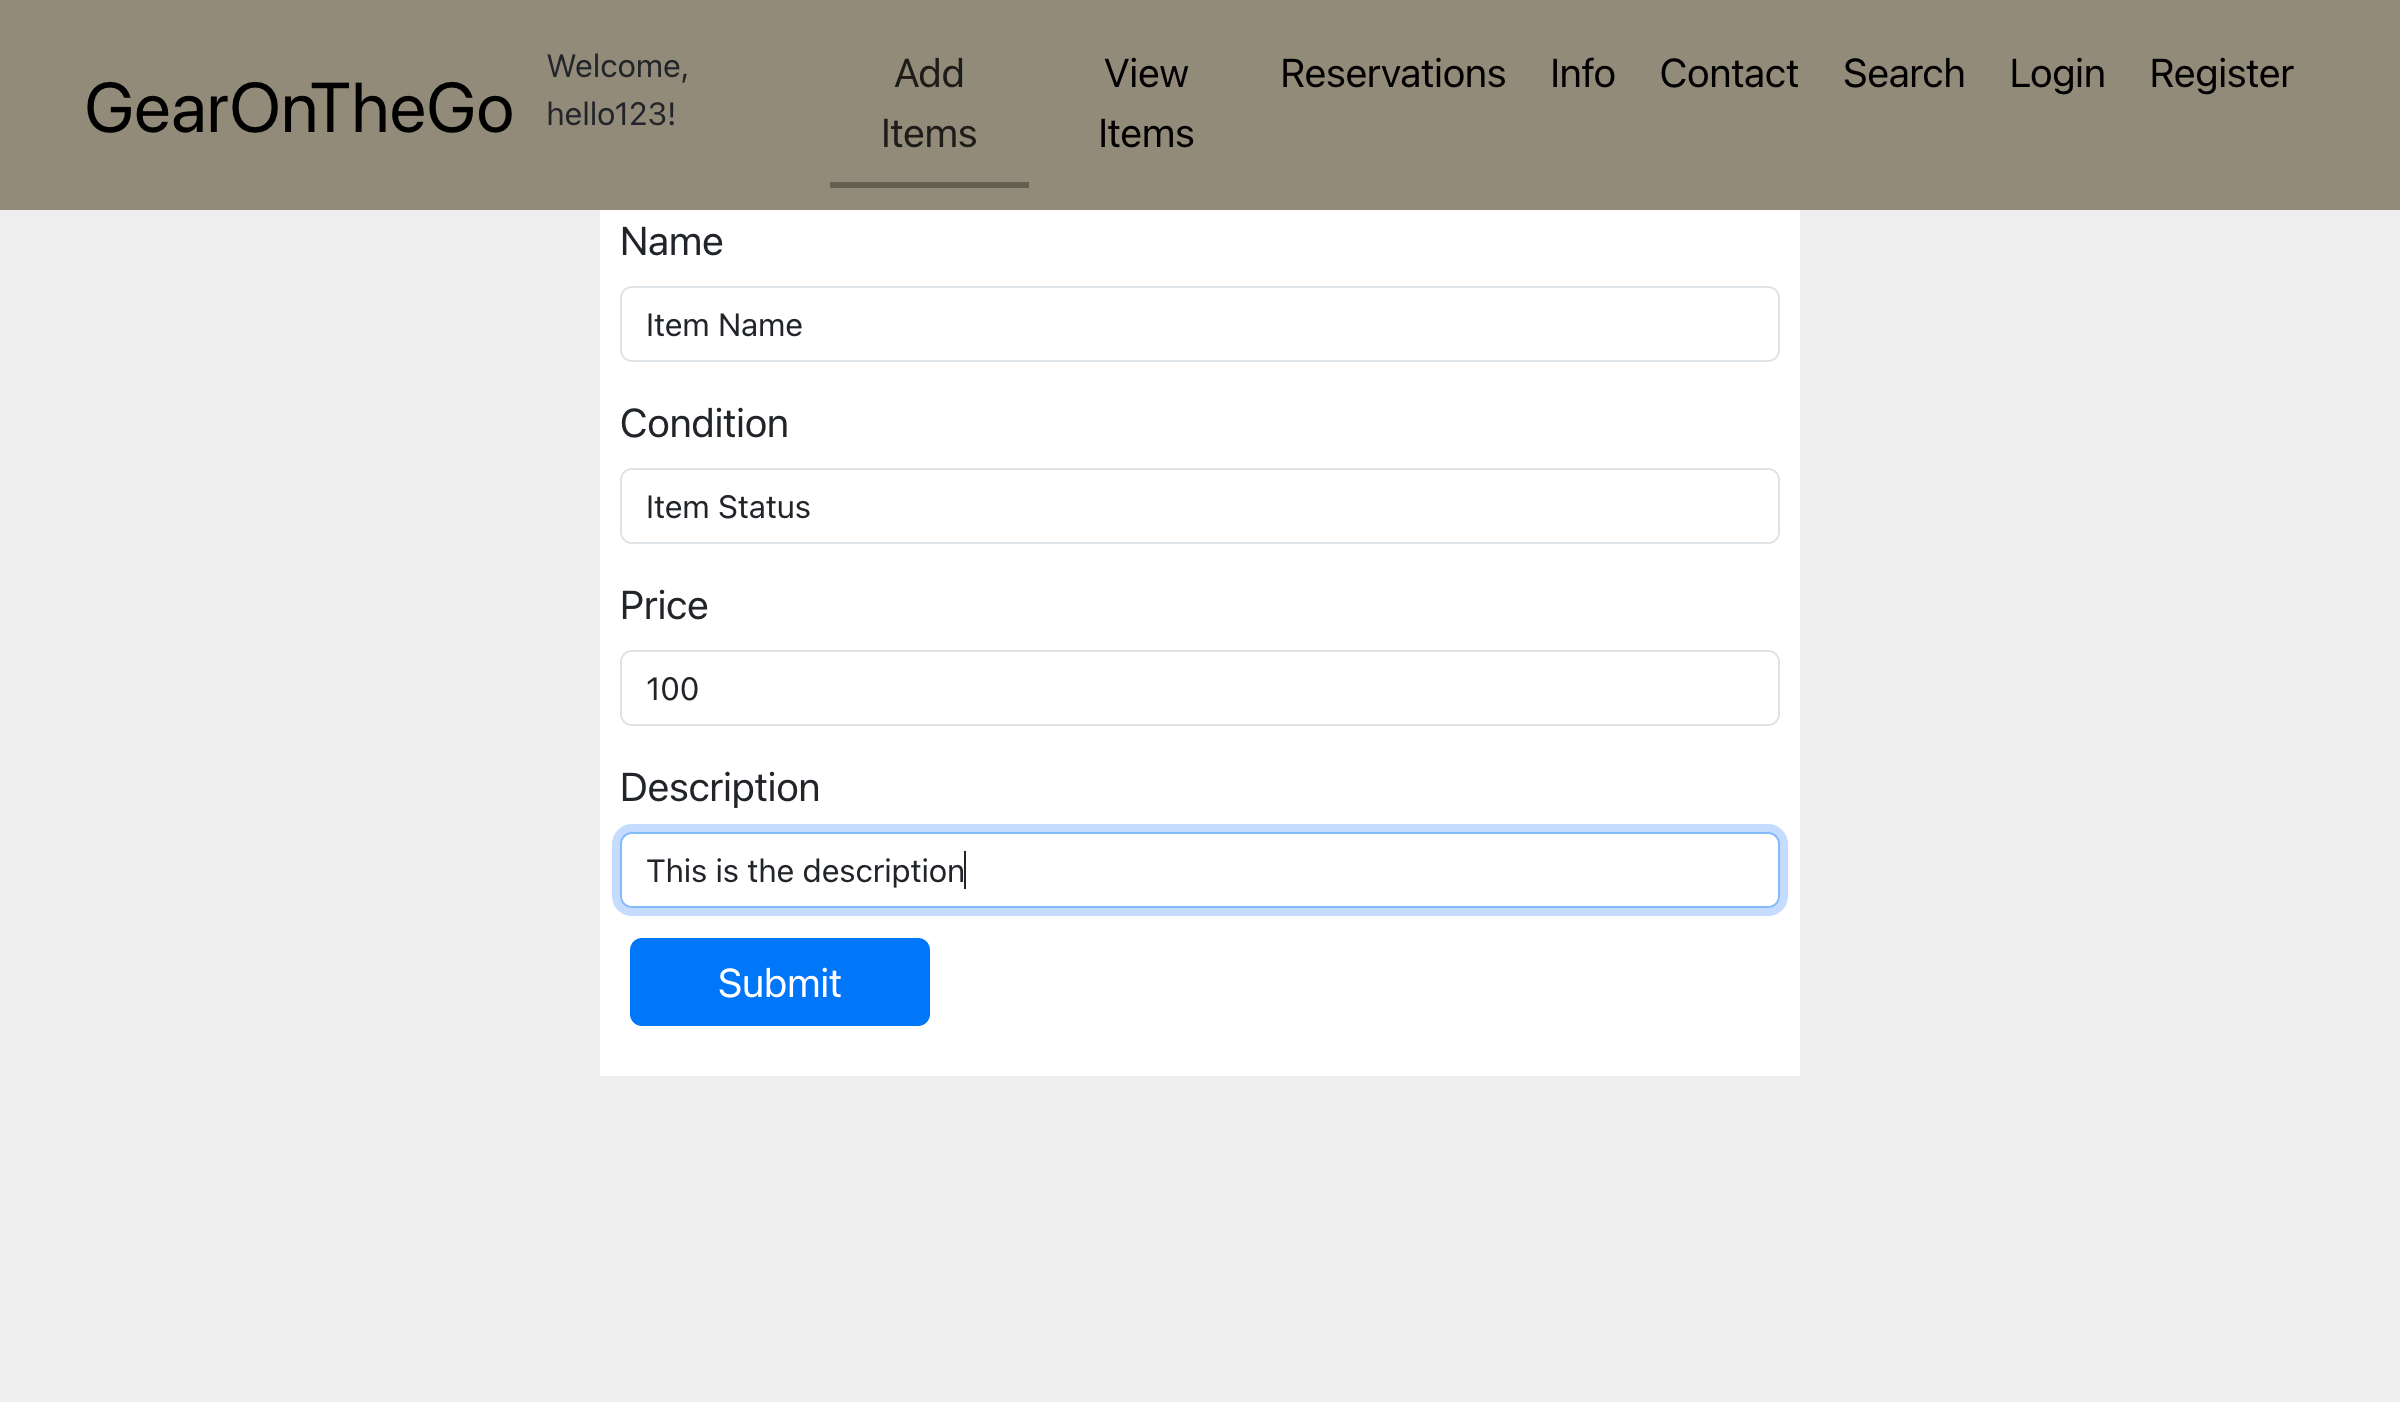 GearOnTheGo
Welcome,
hello123!
Add
Items
View
Items
Reservations
Info
Contact
Search
Login
Register
Name
Item Name
Condition
Item Status
Price
100
Description
This is the description
Submit